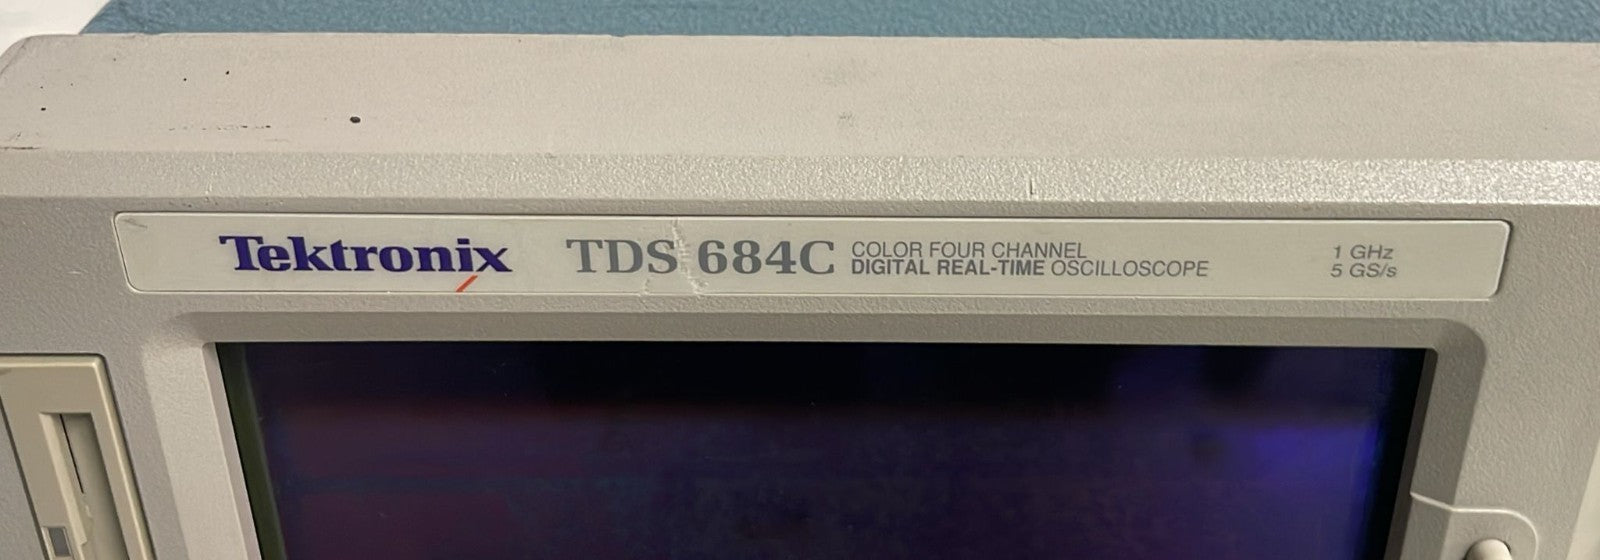 Tektronix TDS 684C COLOR FOUR CHANNEL 1 GHz
DIGITAL REAL-TIME OSCILLOSCOPE 5 GS/s